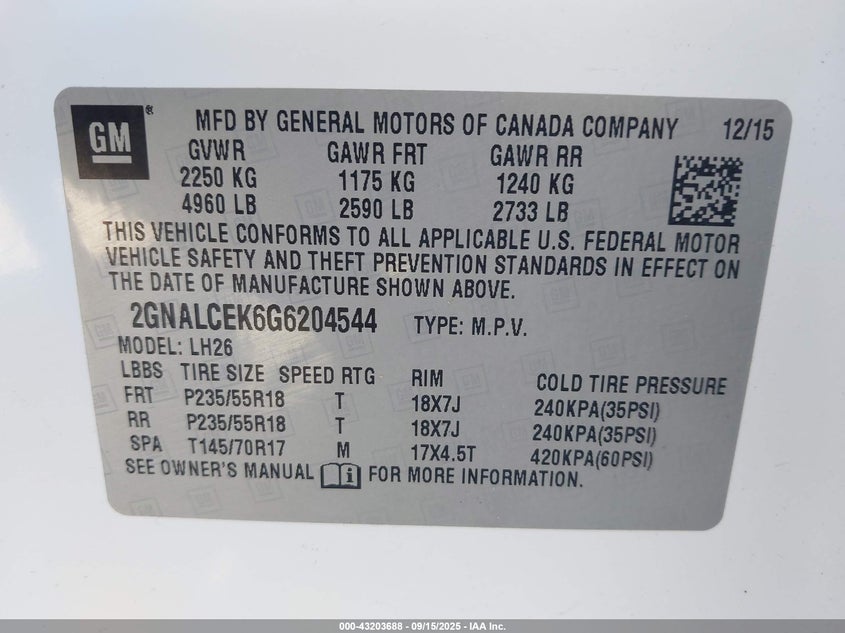 GM
®
MFD BY GENERAL MOTORS OF CANADA COMPANY 12/15
GVWR GAWR FRT GAWR RR
2250 KG 1175 KG 1240 KG
4960 LB 2590 LB 2733 LB
THIS VEHICLE CONFORMS TO ALL APPLICABLE U.S. FEDERAL MOTOR
VEHICLE SAFETY AND THEFT PREVENTION STANDARDS IN EFFECT ON
THE DATE OF MANUFACTURE SHOWN ABOVE.
2GNALCEK6G6204544 TYPE: M.P.V.
MODEL: LH26
LBBS TIRE SIZE SPEED RTG RIM COLD TIRE PRESSURE
FRT P235/55R18 T 18X7J 240KPA(35PSI)
RR P235/55R18 T 18X7J 240KPA(35PSI)
SPA T145/70R17 M 17X4.5T 420KPA(60PSI)
SEE OWNER'S MANUAL i FOR MORE INFORMATION.
000-43203688 - 09/15/2025 - IAA Inc.